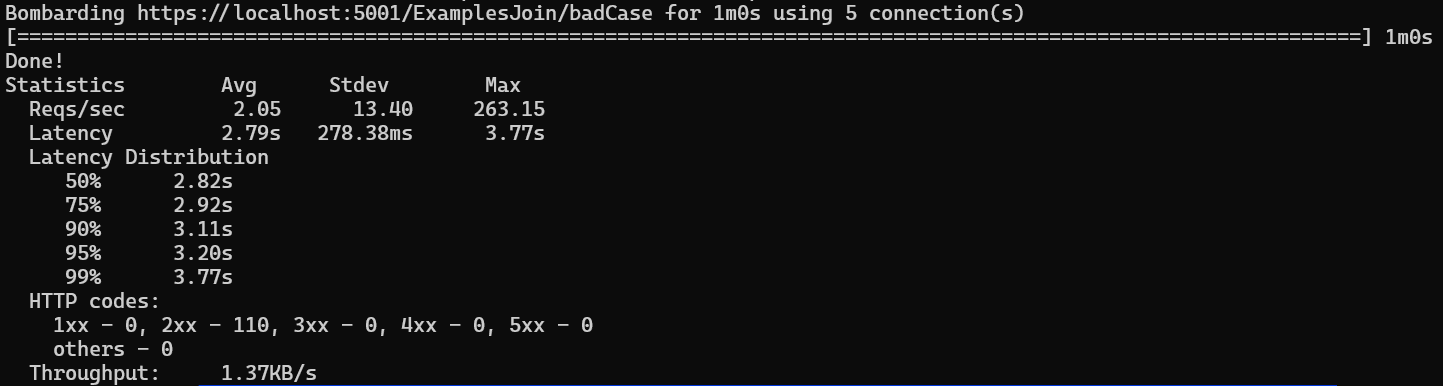 Bombarding https://localhost:5001/ExamplesJoin/badCase for 1m0s using 5 connection(s)
[================================================================================================================] 1m0s
Done!
Statistics        Avg      Stdev        Max
  Reqs/sec         2.05      13.40     263.15
  Latency        2.79s   278.38ms      3.77s
  Latency Distribution
     50%      2.82s
     75%      2.92s
     90%      3.11s
     95%      3.20s
     99%      3.77s
  HTTP codes:
    1xx - 0, 2xx - 110, 3xx - 0, 4xx - 0, 5xx - 0
    others - 0
  Throughput:     1.37KB/s